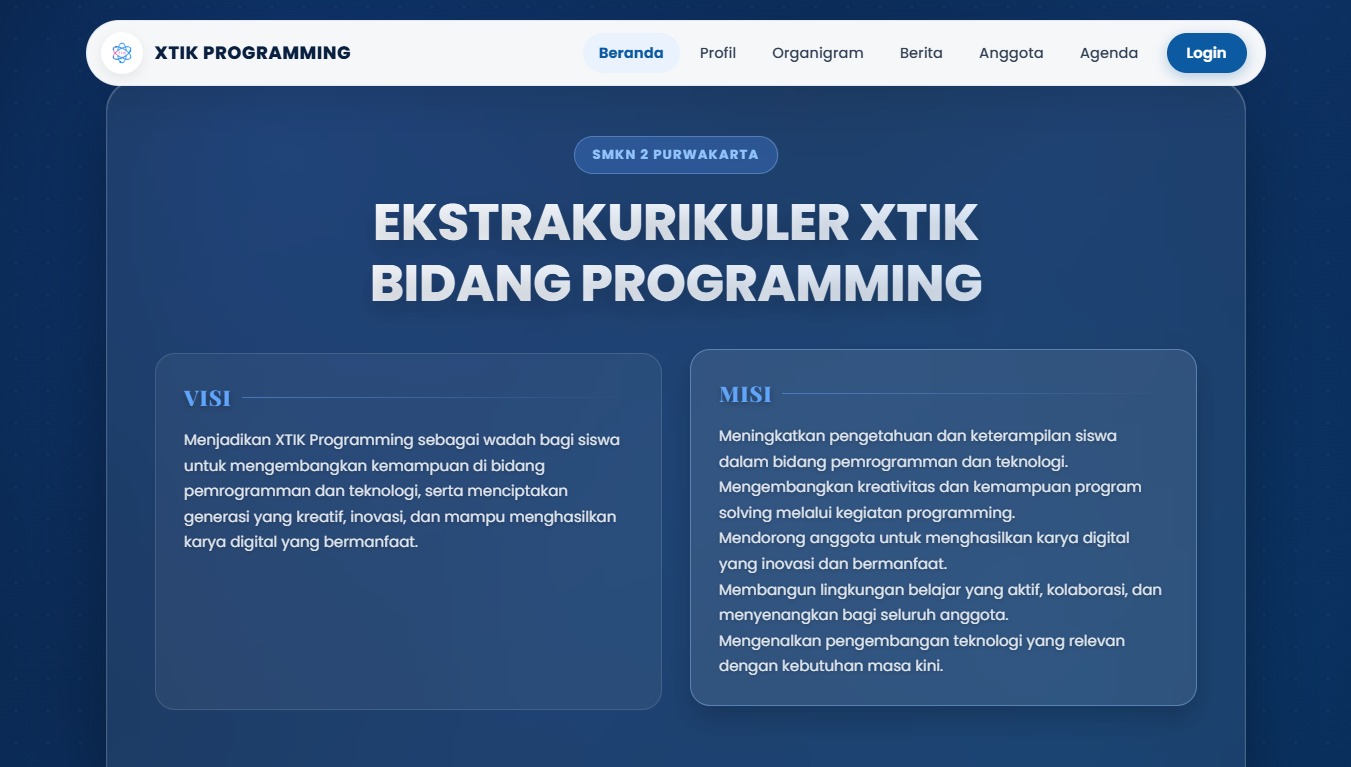 XTIK PROGRAMMING
Beranda
Profil
Organigram
Berita
Anggota
Agenda
Login
SMKN 2 PURWAKARTA
EKSTRAKURIKULER XTIK
BIDANG PROGRAMMING
VISI
Menjadikan XTIK Programming sebagai wadah bagi siswa
untuk mengembangkan kemampuan di bidang
pemrogramman dan teknologi, serta menciptakan
generasi yang kreatif, inovasi, dan mampu menghasilkan
karya digital yang bermanfaat.
MISI
Meningkatkan pengetahuan dan keterampilan siswa
dalam bidang pemrogramman dan teknologi.
Mengembangkan kreativitas dan kemampuan program
solving melalui kegiatan programming.
Mendorong anggota untuk menghasilkan karya digital
yang inovasi dan bermanfaat.
Membangun lingkungan belajar yang aktif, kolaborasi, dan
menyenangkan bagi seluruh anggota.
Mengenalkan pengembangan teknologi yang relevan
dengan kebutuhan masa kini.